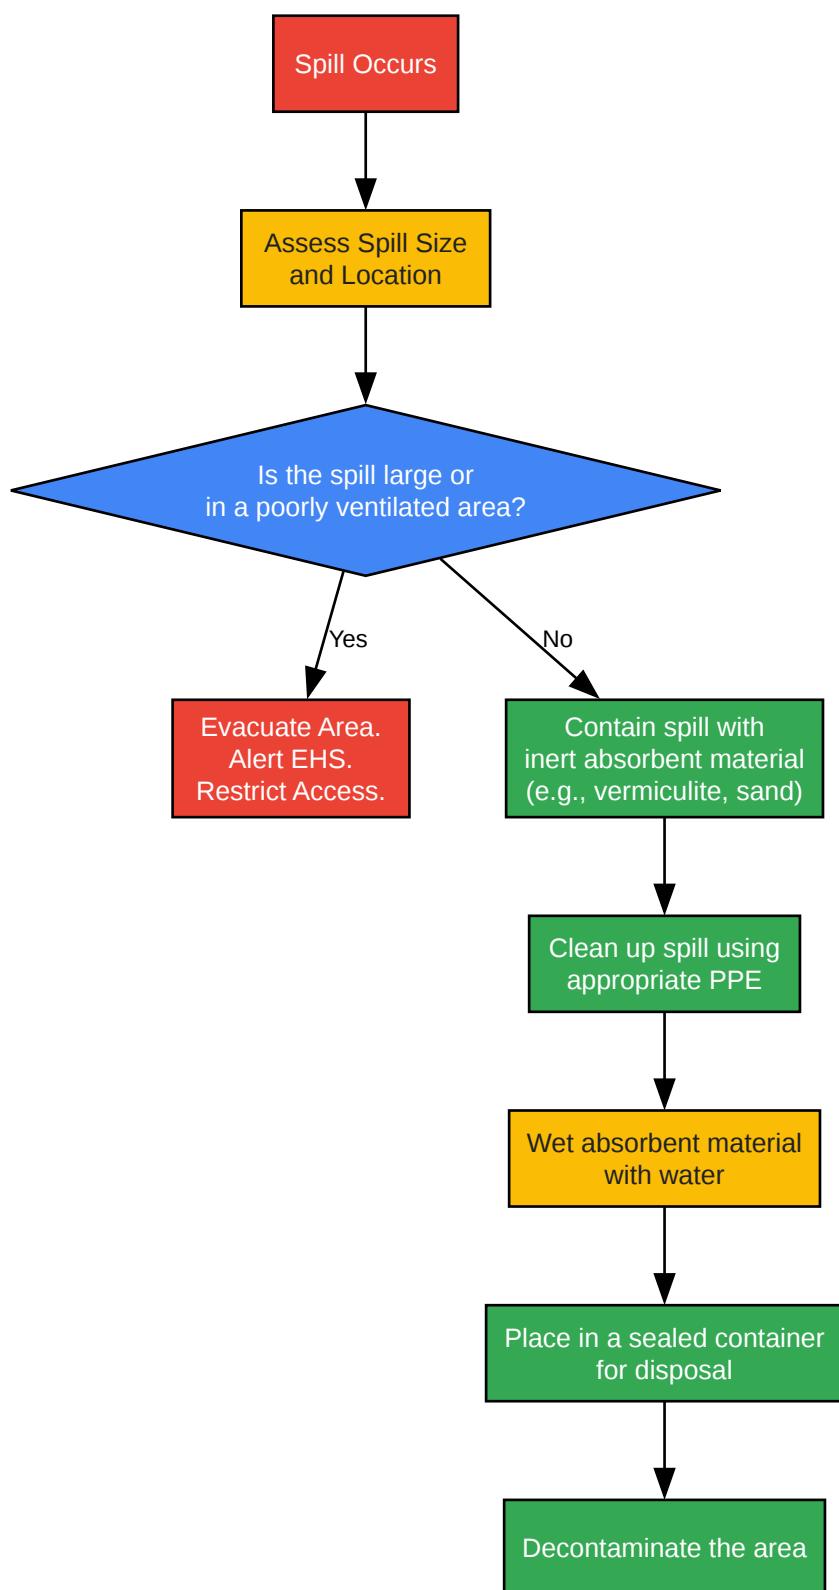 Spill Occurs
Assess Spill Size
and Location
Is the spill large or
in a poorly ventilated area?
Yes
No
Evacuate Area.
Alert EHS.
Restrict Access.
Contain spill with
inert absorbent material
(e.g., vermiculite, sand)
Clean up spill using
appropriate PPE
Wet absorbent material
with water
Place in a sealed container
for disposal
Decontaminate the area